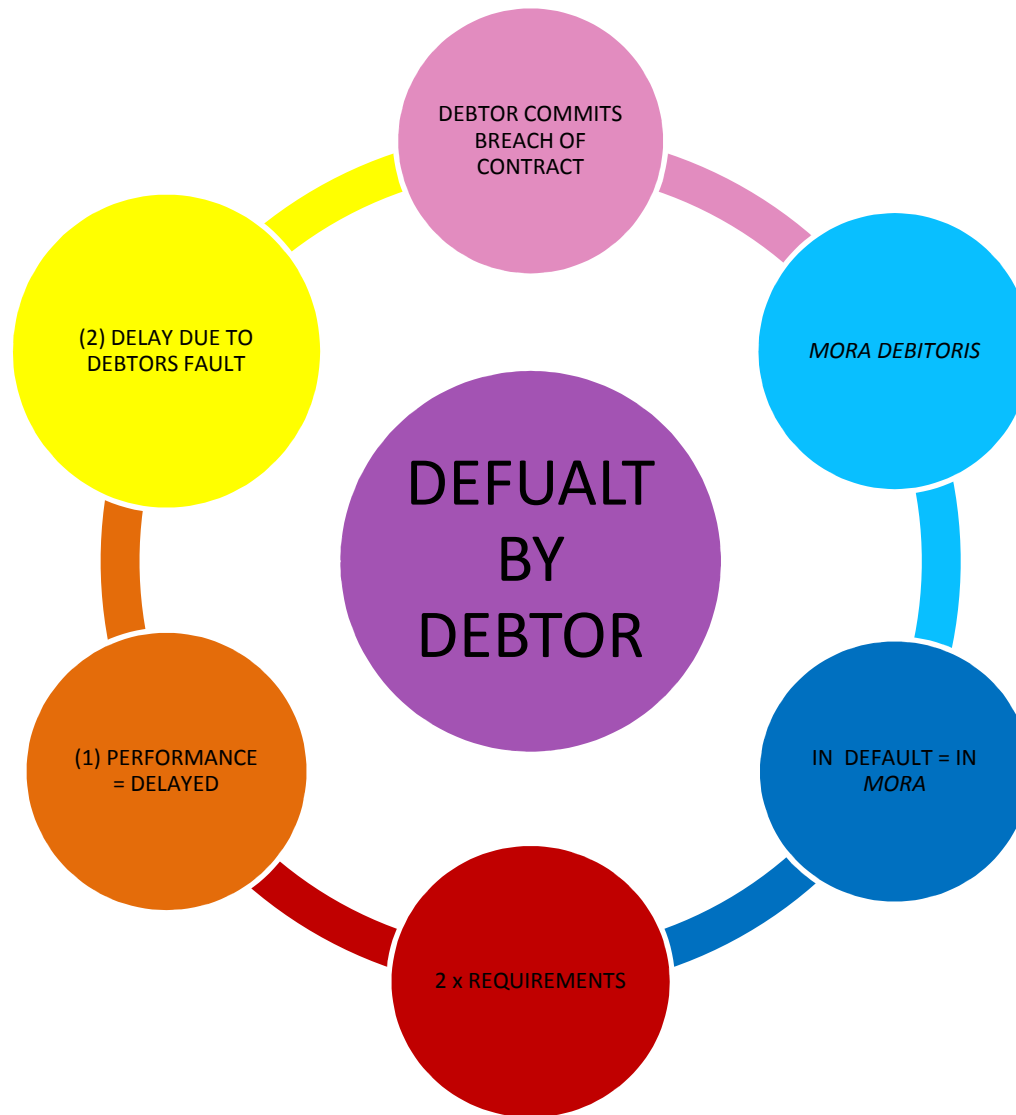 DEBTOR COMMITS
BREACH OF
CONTRACT
MORA DEBITORIS
IN  DEFAULT = IN
MORA
2 x REQUIREMENTS
(1) PERFORMANCE
= DELAYED
(2) DELAY DUE TO
DEBTORS FAULT
DEFUALT
BY
DEBTOR